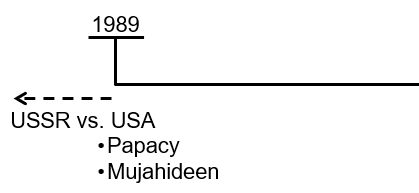 1989
USSR vs. USA
•Papacy
•Mujahideen